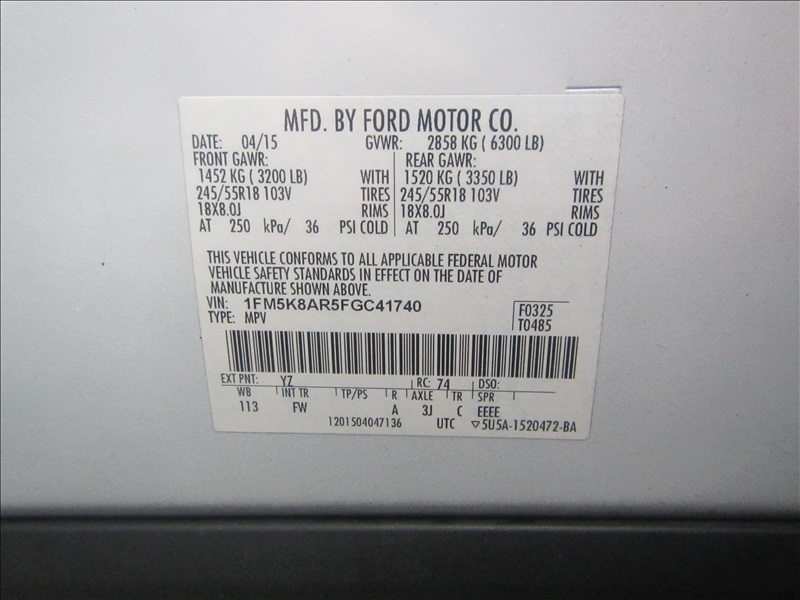 MFD. BY FORD MOTOR CO.
DATE: 04/15 GVWR: 2858 KG ( 6300 LB)
FRONT GAWR: REAR GAWR:
1452 KG ( 3200 LB) WITH 1520 KG ( 3350 LB) WITH
245/55R18 103V TIRES 245/55R18 103V TIRES
18X8.0J RIMS 18X8.0J RIMS
AT 250 kPa/ 36 PSI COLD AT 250 kPa/ 36 PSI COLD
THIS VEHICLE CONFORMS TO ALL APPLICABLE FEDERAL MOTOR
VEHICLE SAFETY STANDARDS IN EFFECT ON THE DATE OF
MANUFACTURE SHOWN ABOVE.
VIN: 1FM5K8AR5FGC41740 F0325
TYPE: MPV T0485
EXT PNT: YZ RC: 74 DSO:
WB INT TR TP/PS R AXLE TR SPR
113 FW A 3J C EEEE
1201504047136 UTC ▽5U5A-1520472-BA